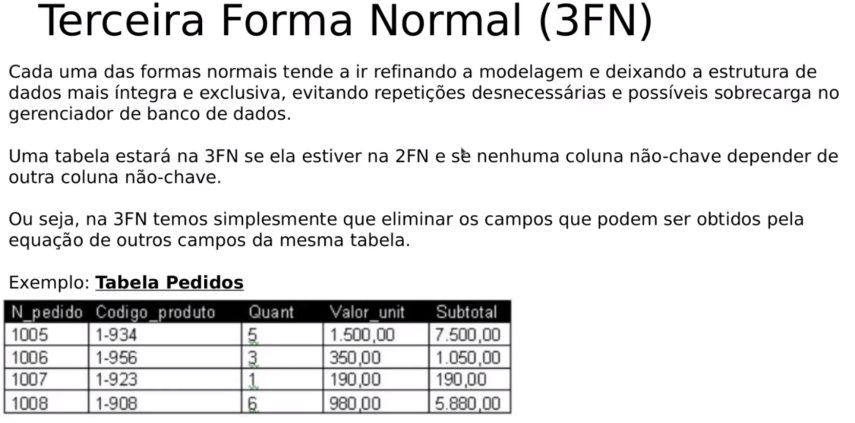 Terceira Forma Normal (3FN)
Cada uma das formas normais tende a ir refinando a modelagem e deixando a estrutura de
dados mais íntegra e exclusiva, evitando repetições desnecessárias e possíveis sobrecarga no
gerenciador de banco de dados.
Uma tabela estará na 3FN se ela estiver na 2FN e se nenhuma coluna não-chave depender de
outra coluna não-chave.
Ou seja, na 3FN temos simplesmente que eliminar os campos que podem ser obtidos pela
equação de outros campos da mesma tabela.
Exemplo: Tabela Pedidos
N_pedido Codigo_produto Quant Valor_unit Subtotal
1005 1-934 5 1.500,00 7.500,00
1006 1-956 3 350,00 1.050,00
1007 1-923 1 190,00 190,00
1008 1-908 6 980,00 5.880,00